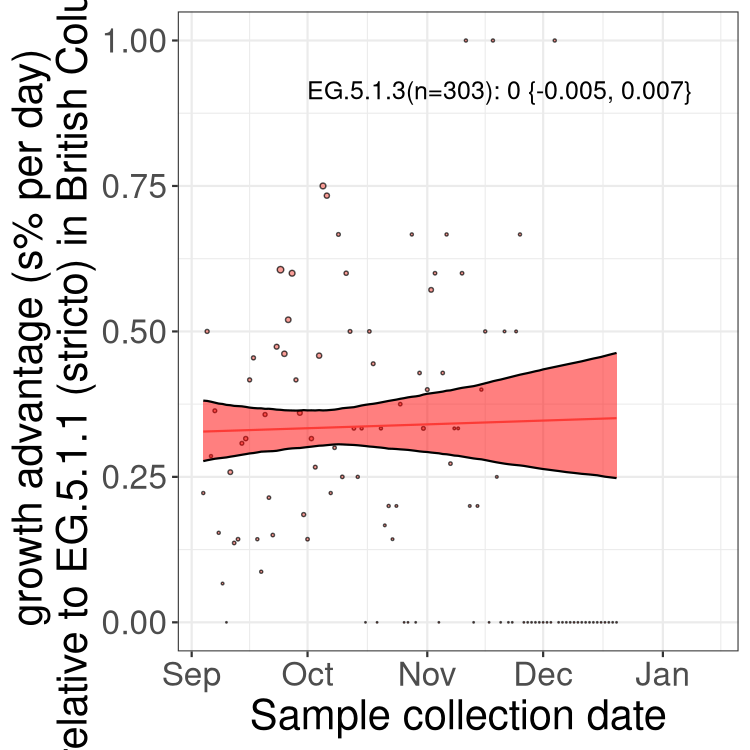 growth advantage (s% per day)
relative to EG.5.1.1 (stricto) in British
1.00
0.75
0.50
0.25
0.00
EG.5.1.3(n=303): 0 {-0.005, 0.007}
Sep Oct Nov Dec Jan
Sample collection date